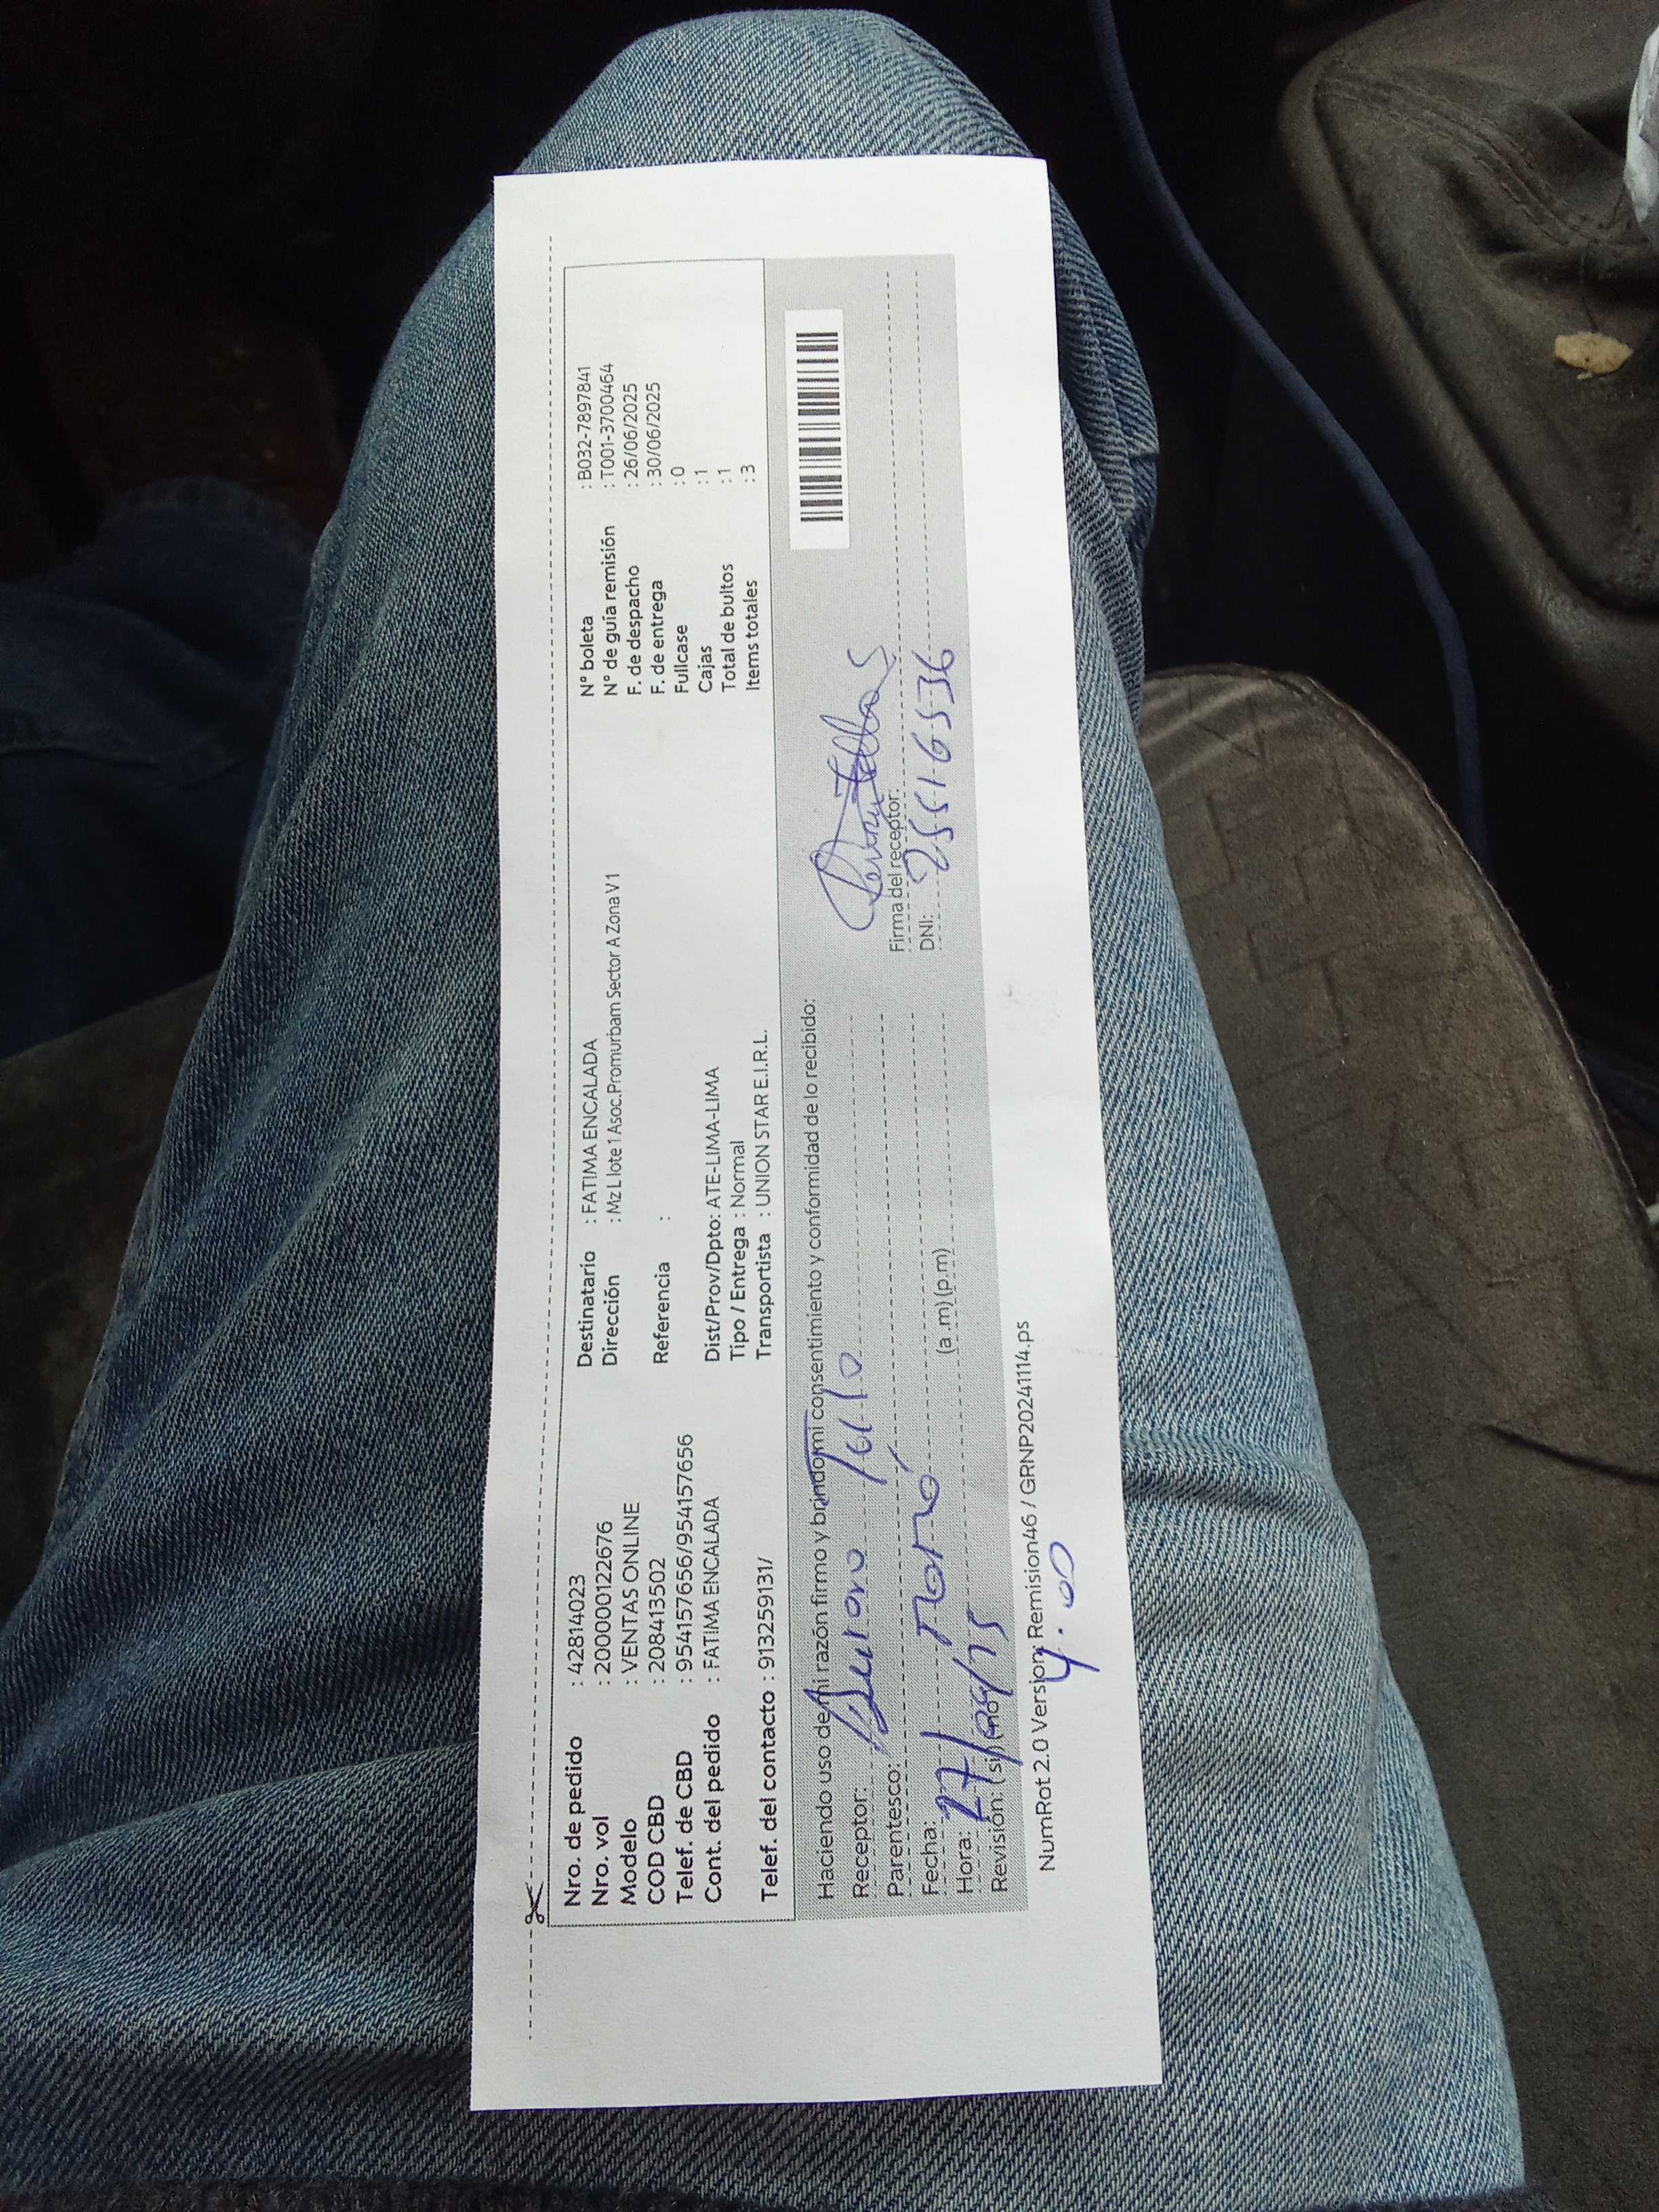 Nro. de pedido : 42814023
Nro. vol : 200000122676
Modelo : VENTAS ONLINE
COD CBD : 208413502
Telef. de CBD : 954157656/954157656
Cont. del pedido : FATIMA ENCALADA
Telef. del contacto : 913259131/
Destinatario : FATIMA ENCALADA
Dirección : Mz L lote 1 Asoc.Promurbam Sector A Zona V1
Referencia :
Dist/Prov/Dpto: ATE-LIMA-LIMA
Tipo / Entrega : Normal
Transportista : UNION STAR E.I.R.L.
N° boleta : B032-7897841
N° de guía remisión : T001-3700464
F. de despacho : 26/06/2025
F. de entrega : 30/06/2025
Fullcase : 0
Cajas : 1
Total de bultos : 1
Items totales : 3
Haciendo uso de mi razón firmo y brindo mi consentimiento y conformidad de lo recibido:
Receptor:
Parentesco:
Fecha: Mamá
Hora: (a .m) (p.m)
Revisión: (si) (no)
Firma del receptor:
DNI: 25516536
NumRot 2.0 Version: Remision46 / GRNP20241114.ps
4.00